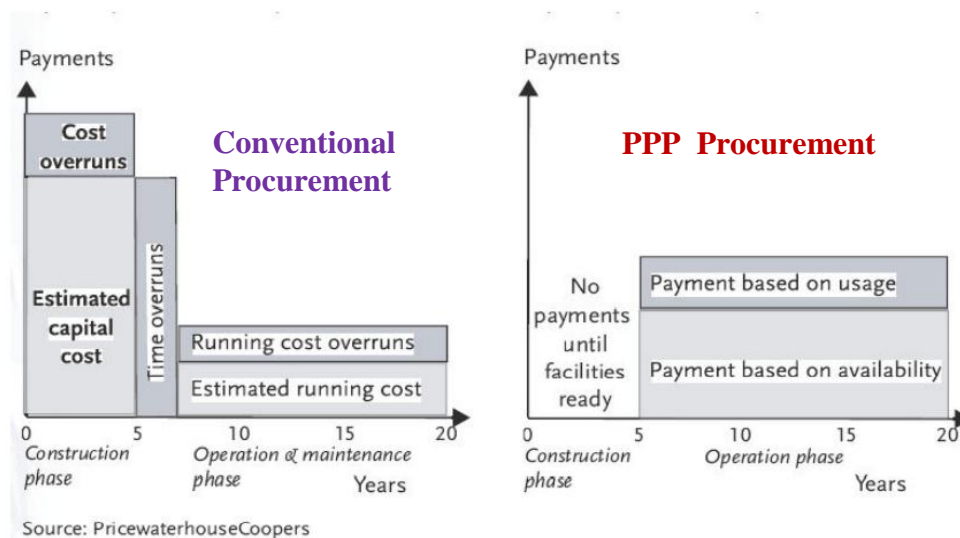 Payments
Cost
overruns
Conventional
Procurement
Estimated
capital
cost
Time overruns
Running cost overruns
Estimated running cost
0
5
10
15
20
Construction
phase
Operation & maintenance
phase
Years
Payments
PPP Procurement
No
payments
until
facilities
ready
Payment based on usage
Payment based on availability
0
5
10
15
20
Construction
phase
Operation phase
Years
Source: PricewaterhouseCoopers